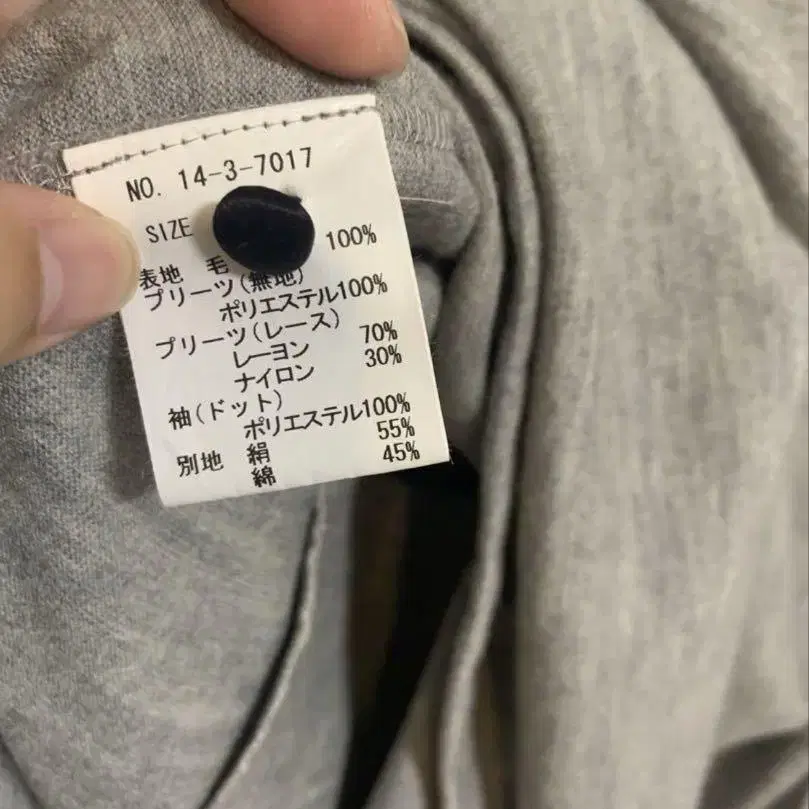 NO. 14-3-7017
SIZE
表地 毛 100%
プリーツ(無地)
ポリエステル100%
プリーツ(レース)
レーヨン 70%
ナイロン 30%
袖(ドット)
ポリエステル100%
別地 絹 55%
綿 45%